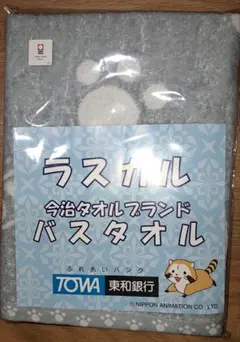 ラスカル
今治タオルブランド
バスタオル
ふれあいバンク
TOWA 東和銀行
©NIPPON ANIMATION CO., LTD.